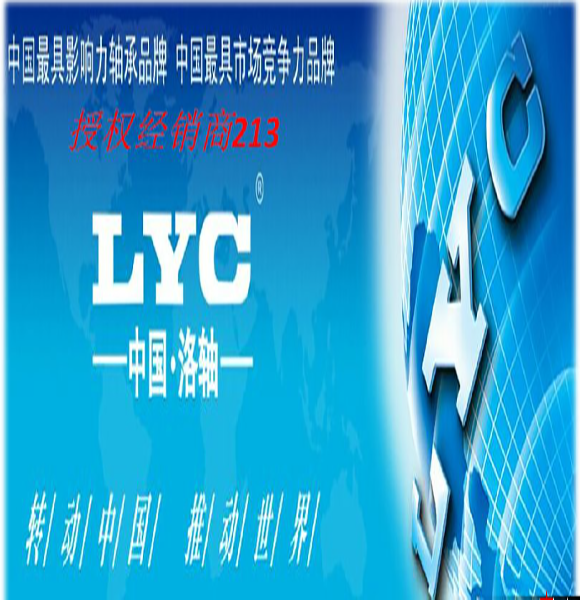 中国最具影响力轴承品牌 中国最具市场竞争力品牌
授权经销商213
LYC®
—中国·洛轴—
转/动/中/国/ 推/动/世/界/
LYC